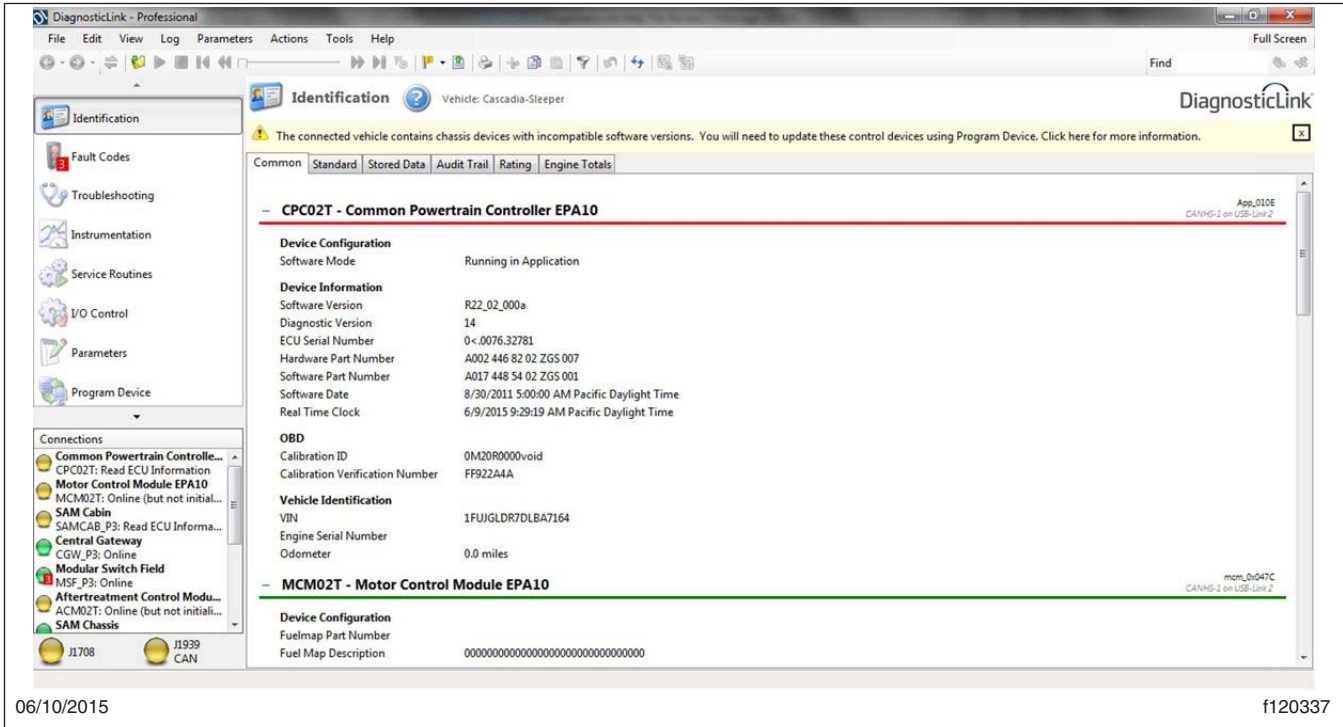 DiagnosticLink - Professional
File Edit View Log Parameters Actions Tools Help Full Screen
Find
Identification
Fault Codes
3
Troubleshooting
Instrumentation
Service Routines
I/O Control
Parameters
Program Device
Connections
Common Powertrain Controlle...
CPC02T: Read ECU Information
Motor Control Module EPA10
MCM02T: Online (but not initial...
SAM Cabin
SAMCAB_P3: Read ECU Informa...
Central Gateway
CGW_P3: Online
Modular Switch Field
MSF_P3: Online
Aftertreatment Control Modu...
ACM02T: Online (but not initiali...
SAM Chassis
J1708 J1939 CAN
Identification Vehicle: Cascadia-Sleeper
DiagnosticLink
The connected vehicle contains chassis devices with incompatible software versions. You will need to update these control devices using Program Device. Click here for more information.
Common Standard Stored Data Audit Trail Rating Engine Totals
CPC02T - Common Powertrain Controller EPA10 App_010E
CANHS-1 on USB-Link 2
Device Configuration
Software Mode Running in Application
Device Information
Software Version R22_02_000a
Diagnostic Version 14
ECU Serial Number 0<.0076.32781
Hardware Part Number A002 446 82 02 ZGS 007
Software Part Number A017 448 54 02 ZGS 001
Software Date 8/30/2011 5:00:00 AM Pacific Daylight Time
Real Time Clock 6/9/2015 9:29:19 AM Pacific Daylight Time
OBD
Calibration ID 0M20R0000void
Calibration Verification Number FF922A4A
Vehicle Identification
VIN 1FUJGLDR7DLBA7164
Engine Serial Number
Odometer 0.0 miles
MCM02T - Motor Control Module EPA10 mcm_0x047C
CANHS-1 on USB-Link 2
Device Configuration
Fuelmap Part Number
Fuel Map Description 00000000000000000000000000000000
06/10/2015 f120337